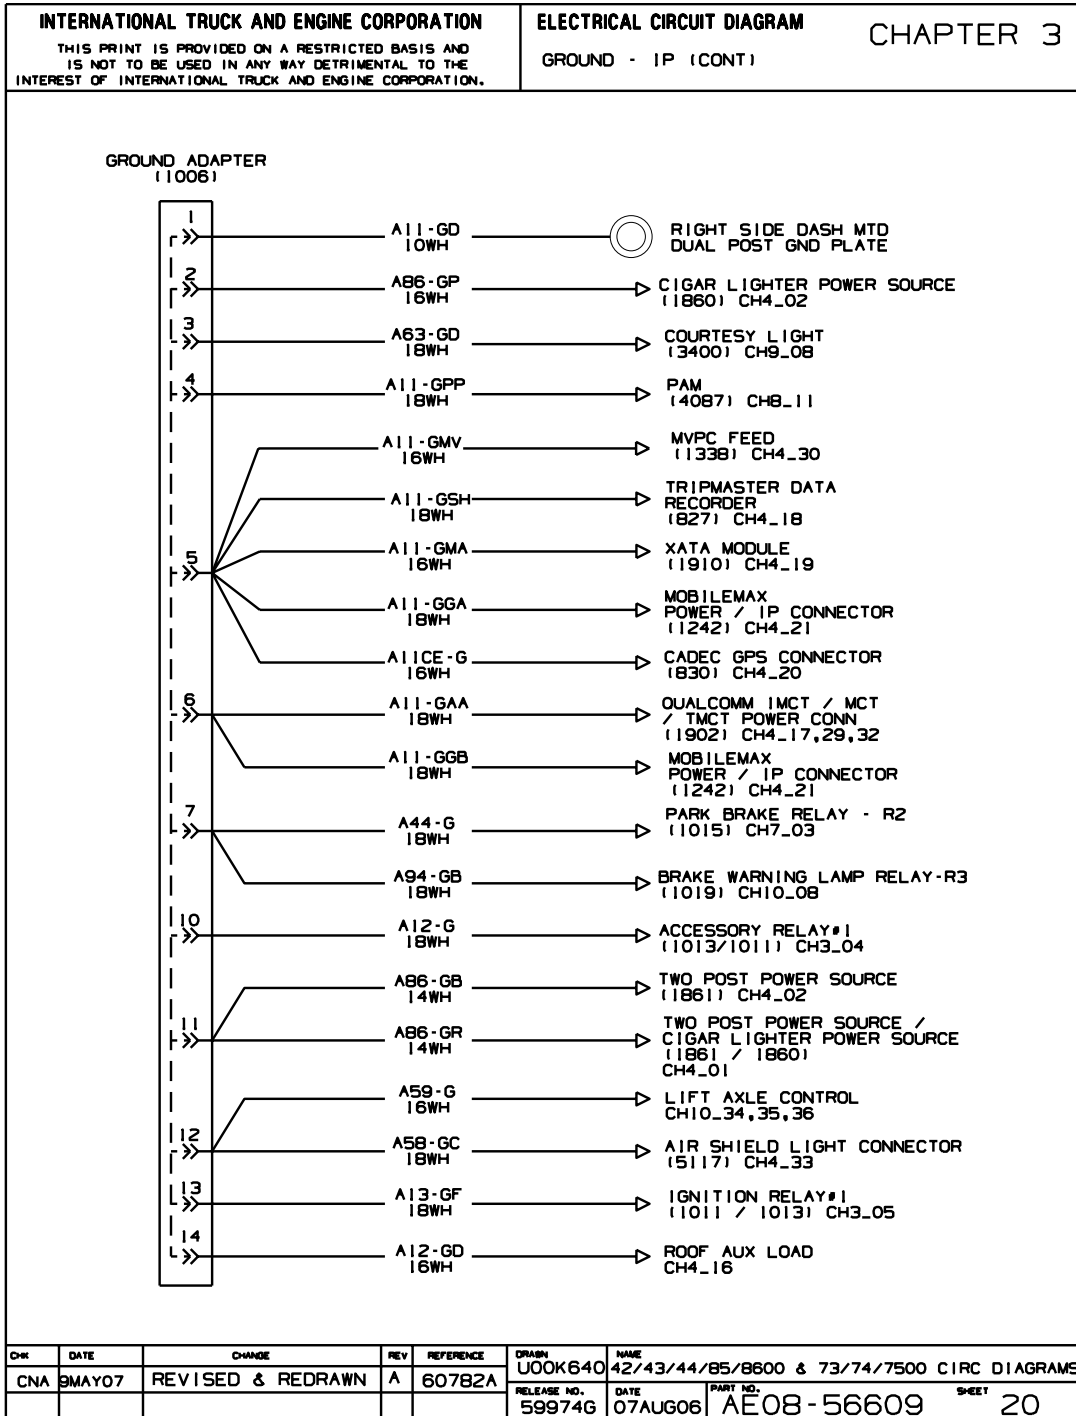 INTERNATIONAL TRUCK AND ENGINE CORPORATION
THIS PRINT IS PROVIDED ON A RESTRICTED BASIS AND
IS NOT TO BE USED IN ANY WAY DETRIMENTAL TO THE
INTEREST OF INTERNATIONAL TRUCK AND ENGINE CORPORATION.
ELECTRICAL CIRCUIT DIAGRAM
GROUND - IP (CONT)
CHAPTER 3
GROUND ADAPTER
(1006)
1
A11-GD
10WH
RIGHT SIDE DASH MTD
DUAL POST GND PLATE
2
A86-GP
16WH
CIGAR LIGHTER POWER SOURCE
(1860) CH4_02
3
A63-GD
18WH
COURTESY LIGHT
(3400) CH9_08
4
A11-GPP
18WH
PAM
(4087) CH8_11
A11-GMV
16WH
MVPC FEED
(1338) CH4_30
A11-GSH
18WH
TRIPMASTER DATA
RECORDER
(827) CH4_18
5
A11-GMA
16WH
XATA MODULE
(1910) CH4_19
A11-GGA
18WH
MOBILEMAX
POWER / IP CONNECTOR
(1242) CH4_21
A11CE-G
16WH
CADEC GPS CONNECTOR
(830) CH4_20
6
A11-GAA
18WH
QUALCOMM IMCT / MCT
/ TMCT POWER CONN
(1902) CH4_17,29,32
A11-GGB
18WH
MOBILEMAX
POWER / IP CONNECTOR
(1242) CH4_21
7
A44-G
18WH
PARK BRAKE RELAY - R2
(1015) CH7_03
A94-GB
18WH
BRAKE WARNING LAMP RELAY-R3
(1019) CH10_08
10
A12-G
18WH
ACCESSORY RELAY#1
(1013/1011) CH3_04
A86-GB
14WH
TWO POST POWER SOURCE
(1861) CH4_02
11
A86-GR
14WH
TWO POST POWER SOURCE /
CIGAR LIGHTER POWER SOURCE
(1861 / 1860)
CH4_01
A59-G
16WH
LIFT AXLE CONTROL
CH10_34,35,36
12
A58-GC
18WH
AIR SHIELD LIGHT CONNECTOR
(5117) CH4_33
13
A13-GF
18WH
IGNITION RELAY#1
(1011 / 1013) CH3_05
14
A12-GD
16WH
ROOF AUX LOAD
CH4_16
CHK DATE CHANGE REV REFERENCE
CNA 9MAY07 REVISED & REDRAWN A 60782A
DRAWN NAME
U00K640 42/43/44/85/8600 & 73/74/7500 CIRC DIAGRAMS
RELEASE NO. DATE PART NO. SHEET
59974G 07AUG06 AE08-56609 20